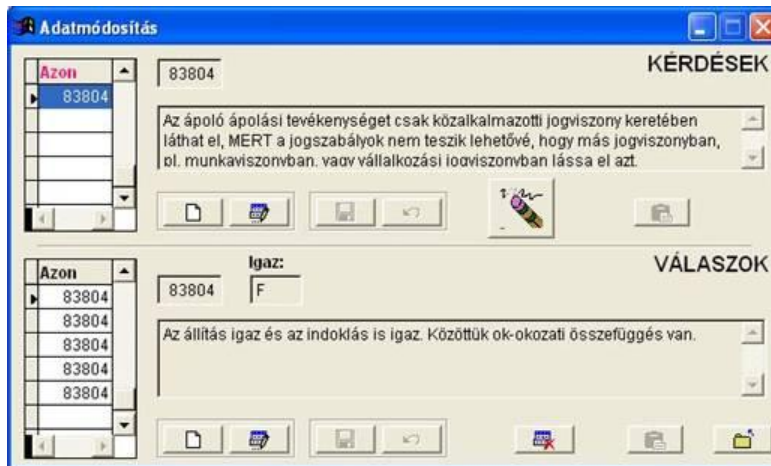 Adatmódosítás
KÉRDÉSEK
Azon
83804
83804
Az ápoló ápolási tevékenységet csak közalkalmazotti jogviszony keretében
láthat el, MERT a jogszabályok nem teszik lehetővé, hogy más jogviszonyban,
pl. munkaviszonyban, vagy vállalkozási jogviszonyban lássa el azt.
VÁLASZOK
Azon
83804
83804
83804
83804
83804
83804
Igaz:
F
Az állítás igaz és az indoklás is igaz. Közöttük ok-okozati összefüggés van.